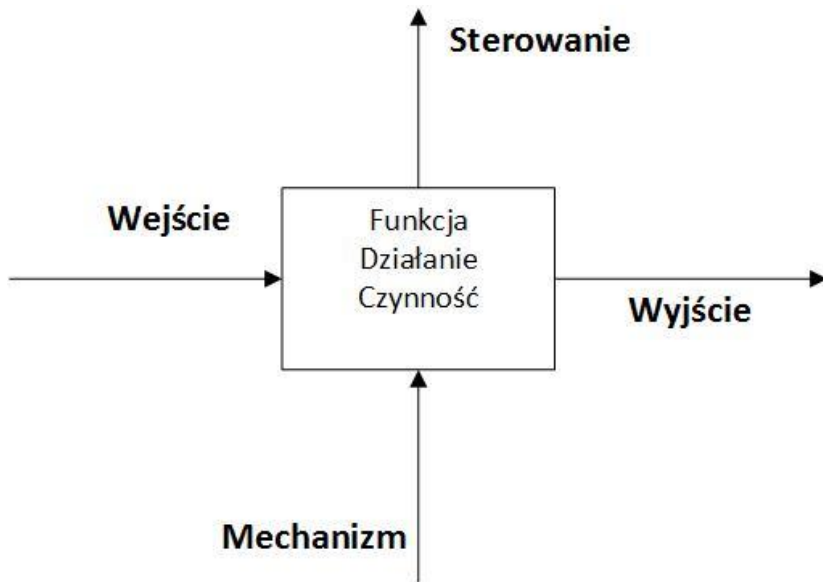 Sterowanie
Wejście
Funkcja
Działanie
Czynność
Wyjście
Mechanizm